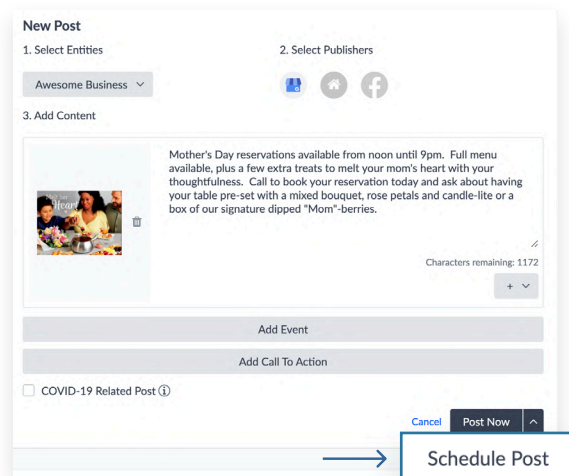 New Post
1. Select Entities
2. Select Publishers
Awesome Business
3. Add Content
Mother's Day reservations available from noon until 9pm. Full menu
available, plus a few extra treats to melt your mom's heart with your
thoughtfulness. Call to book your reservation today and ask about having
your table pre-set with a mixed bouquet, rose petals and candle-lite or a
box of our signature dipped "Mom"-berries.
Characters remaining: 1172
+
Add Event
Add Call To Action
COVID-19 Related Post
Cancel
Post Now
Schedule Post